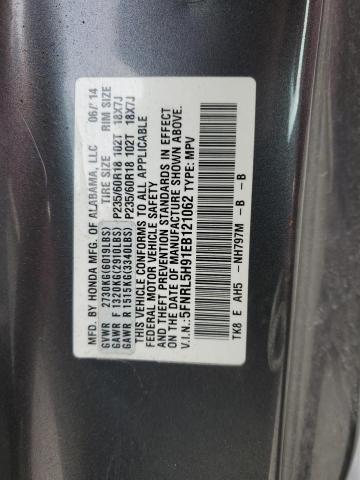 MFD. BY HONDA MFG. OF ALABAMA, LLC 06/ 14
TIRE SIZE RIM SIZE
GVWR 2730KG(6019LBS)
GAWR F 1320KG(2910LBS) P235/60R18 102T 18X7J
GAWR R 1515KG(3340LBS) P235/60R18 102T 18X7J
THIS VEHICLE CONFORMS TO ALL APPLICABLE
FEDERAL MOTOR VEHICLE SAFETY
AND THEFT PREVENTION STANDARDS IN EFFECT
ON THE DATE OF MANUFACTURE SHOWN ABOVE.
V.I.N.:5FNRL5H91EB121062 TYPE: MPV
TK8 E AH5 -NH797M -B -B